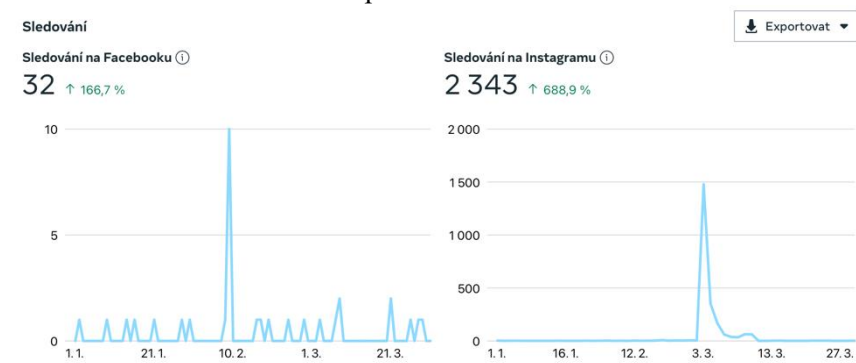 Sledování
Exportovat
Sledování na Facebooku
32 ↑ 166,7 %
10
5
0
1. 1. 21. 1. 10. 2. 1. 3. 21. 3.
Sledování na Instagramu
2 343 ↑ 688,9 %
2 000
1 500
1 000
500
0
1. 1. 16. 1. 12. 2. 3. 3. 13. 3. 27. 3.